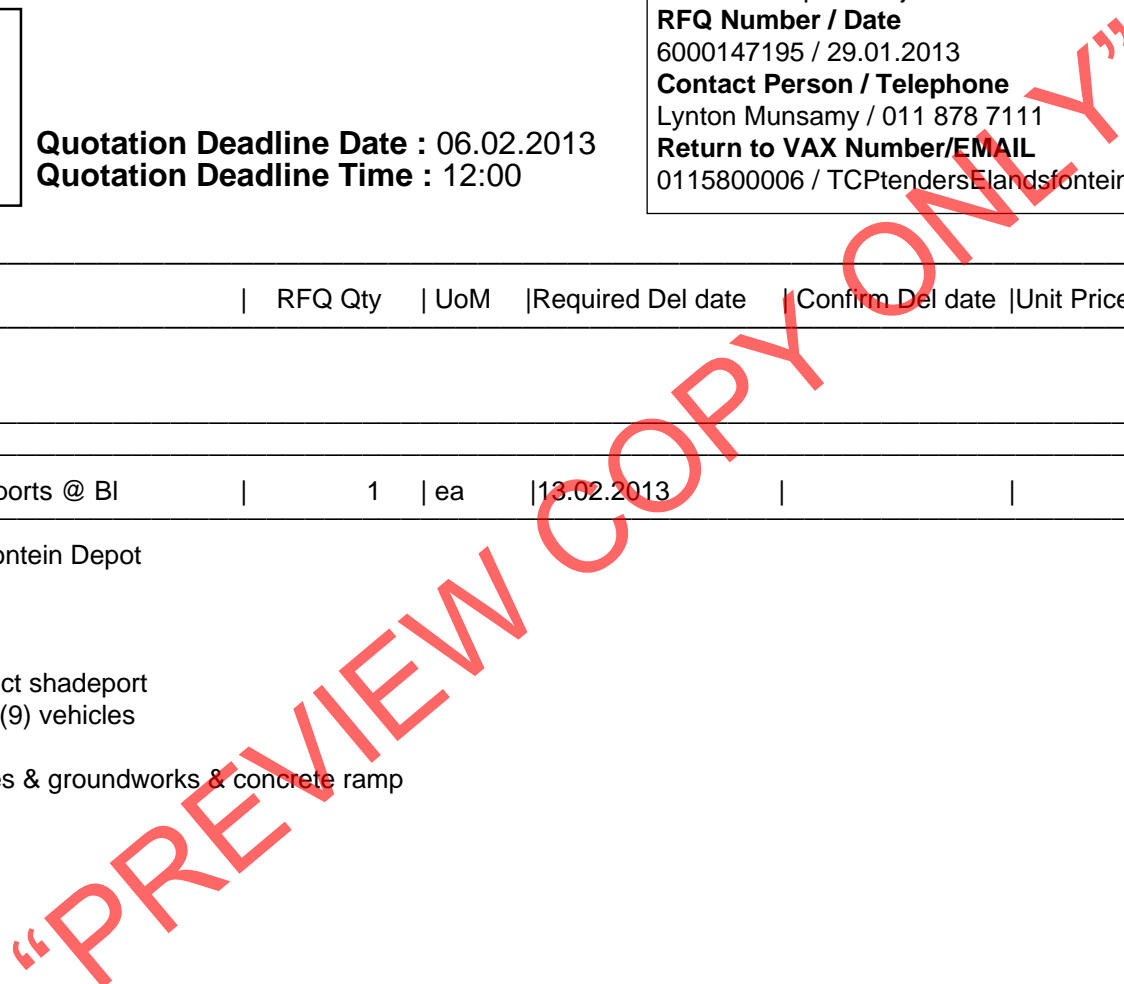 RFQ Number / Date
6000147195 / 29.01.2013
Contact Person / Telephone
Lynton Munsamy / 011 878 7111
Return to VAX Number/EMAIL
0115800006 / TCPtendersElandsfontein
Quotation Deadline Date : 06.02.2013
Quotation Deadline Time : 12:00
| RFQ Qty | UoM |Required Del date | Confirm Del date |Unit Price
ports @ BI | 1 | ea |13.02.2013 | |
ontein Depot
ct shadeport
(9) vehicles
es & groundworks & concrete ramp
“PREVIEW COPY ONLY”